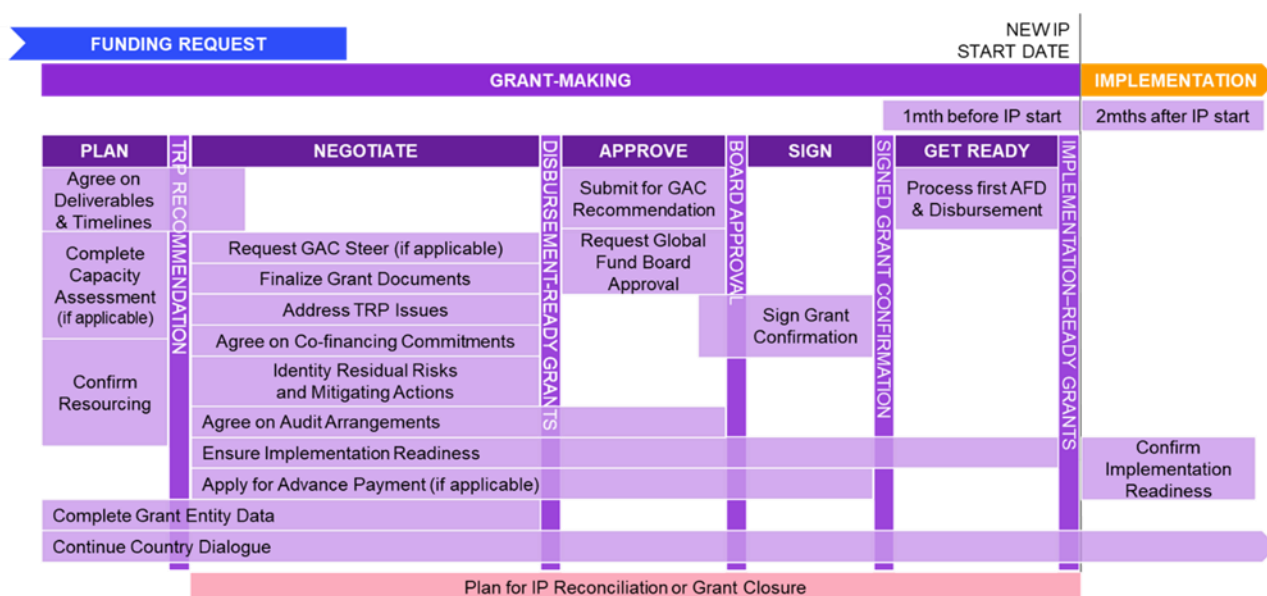 FUNDING REQUEST
NEW IP
START DATE
GRANT-MAKING
IMPLEMENTATION
1mth before IP start
2mths after IP start
PLAN
TRP RECOMMENDATION
NEGOTIATE
DISBURSEMENT-READY GRANTS
APPROVE
BOARD APPROVAL
SIGN
SIGNED GRANT CONFIRMATION
GET READY
IMPLEMENTATION–READY GRANTS
Agree on
Deliverables
& Timelines
Complete
Capacity
Assessment
(if applicable)
Confirm
Resourcing
Request GAC Steer (if applicable)
Finalize Grant Documents
Address TRP Issues
Agree on Co-financing Commitments
Identity Residual Risks
and Mitigating Actions
Agree on Audit Arrangements
Ensure Implementation Readiness
Apply for Advance Payment (if applicable)
Complete Grant Entity Data
Continue Country Dialogue
Submit for GAC
Recommendation
Request Global
Fund Board
Approval
Sign Grant
Confirmation
Process first AFD
& Disbursement
Confirm
Implementation
Readiness
Plan for IP Reconciliation or Grant Closure